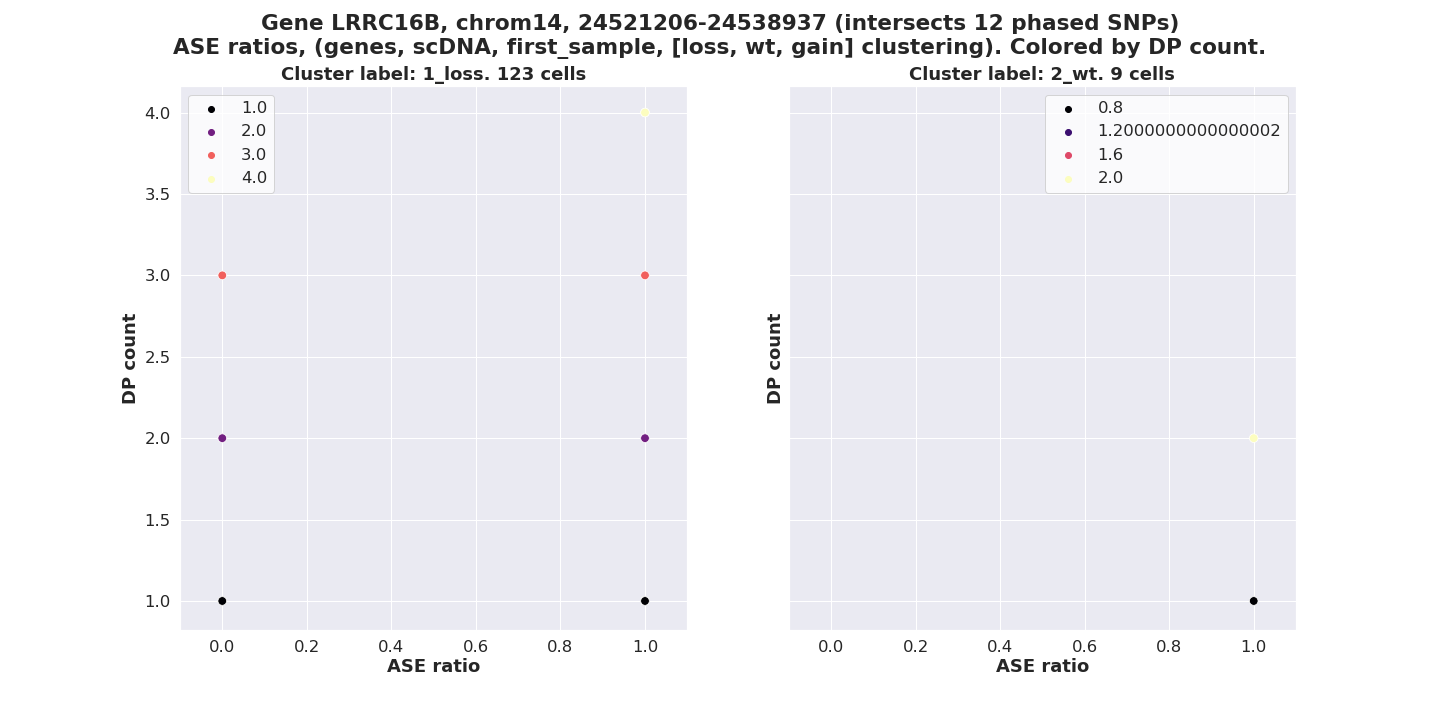 Gene LRRC16B, chrom14, 24521206-24538937 (intersects 12 phased SNPs)
ASE ratios, (genes, scDNA, first_sample, [loss, wt, gain] clustering). Colored by DP count.
Cluster label: 1_loss. 123 cells
1.0
2.0
3.0
4.0
4.0
3.5
3.0
2.5
2.0
1.5
1.0
DP count
0.0 0.2 0.4 0.6 0.8 1.0
ASE ratio
Cluster label: 2_wt. 9 cells
0.8
1.2000000000000002
1.6
2.0
DP count
0.0 0.2 0.4 0.6 0.8 1.0
ASE ratio